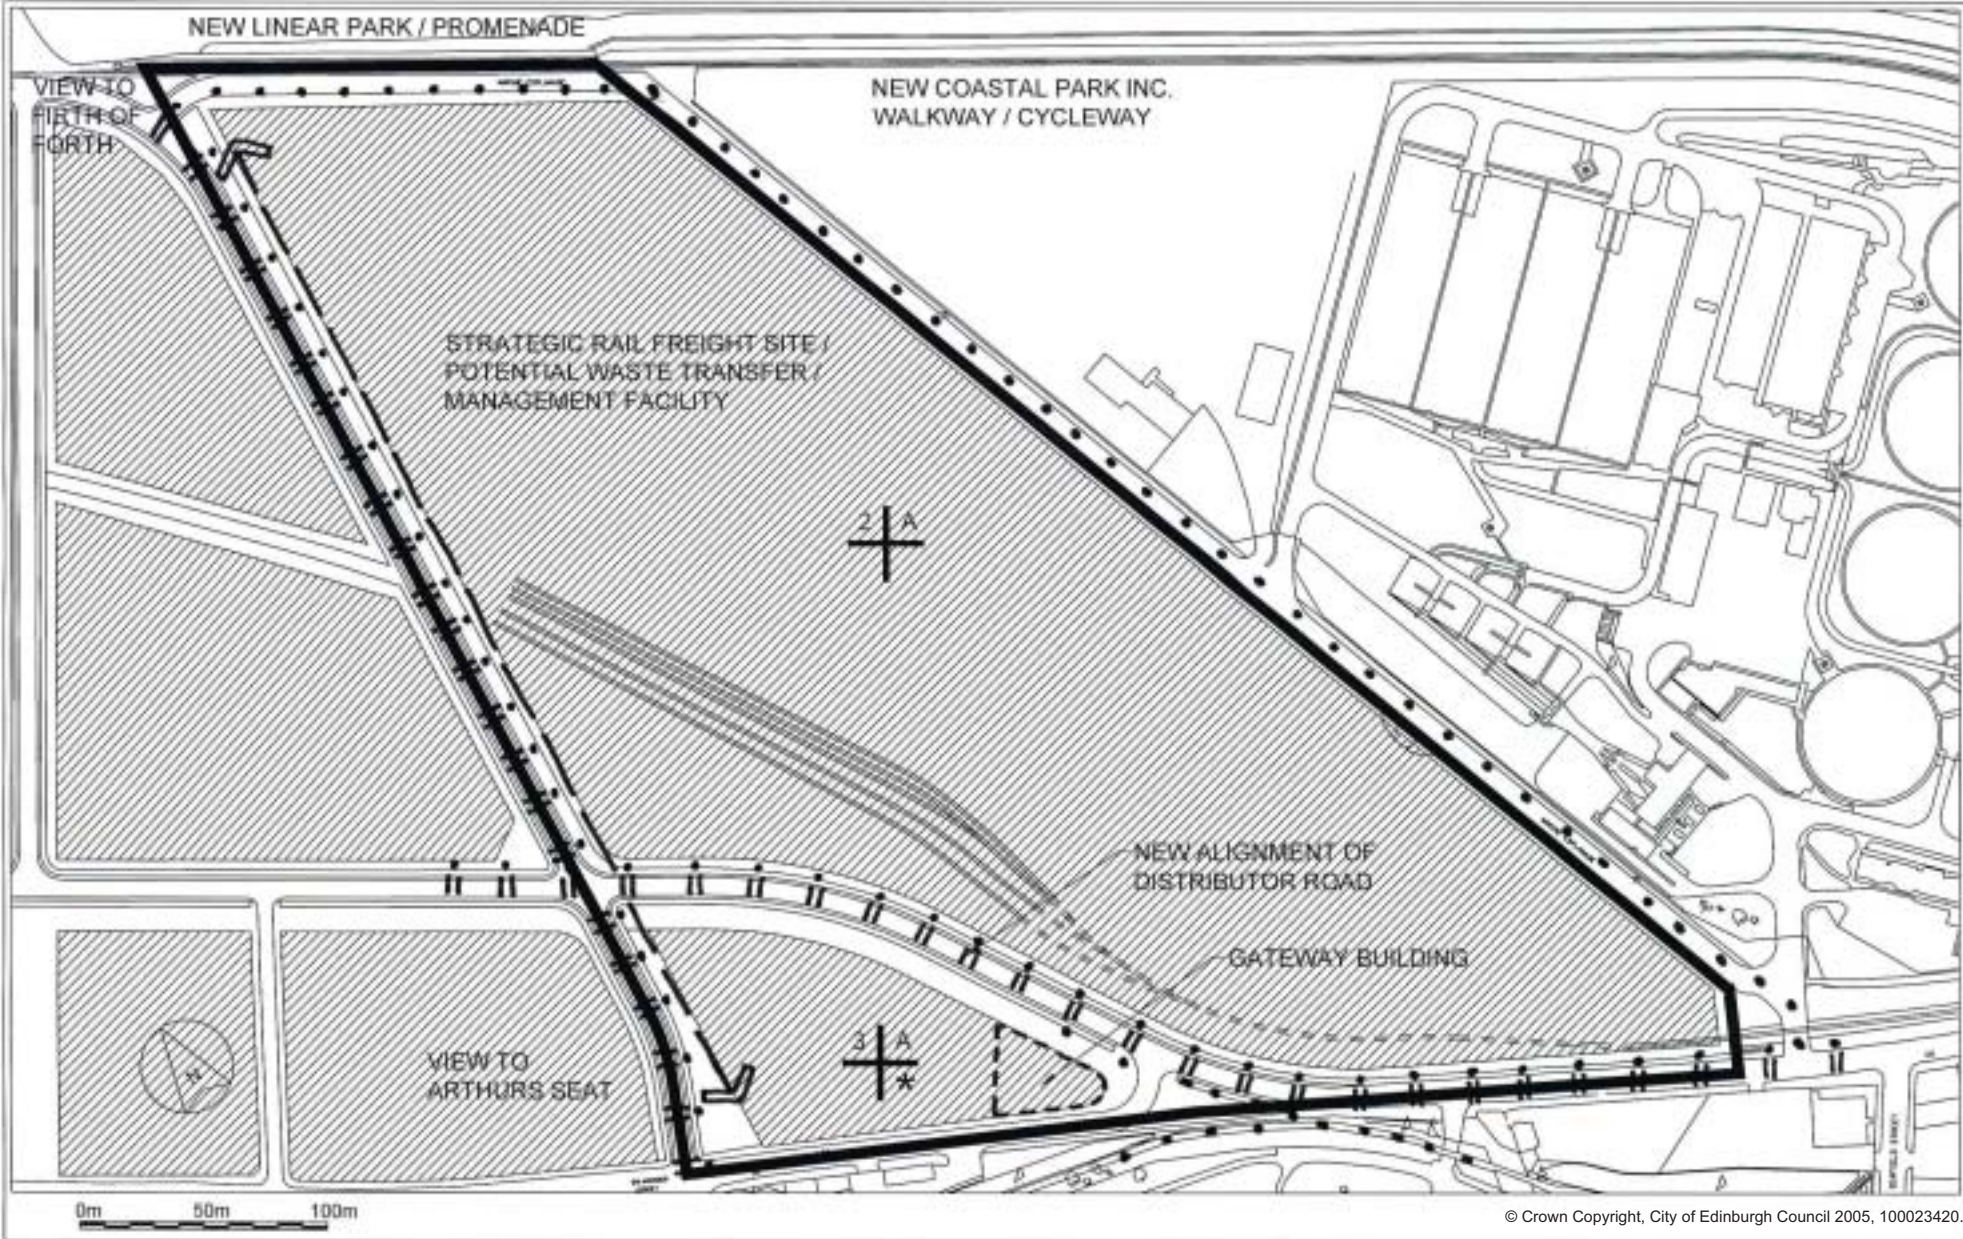 NEW LINEAR PARK / PROMENADE
VIEW TO
FIRTH OF
FORTH
NEW COASTAL PARK INC.
WALKWAY / CYCLEWAY
STRATEGIC RAIL FREIGHT SITE /
POTENTIAL WASTE TRANSFER /
MANAGEMENT FACILITY
2 A
NEW ALIGNMENT OF
DISTRIBUTOR ROAD
GATEWAY BUILDING
3 A
*
VIEW TO
ARTHURS SEAT
N
0m 50m 100m
© Crown Copyright, City of Edinburgh Council 2005, 100023420.